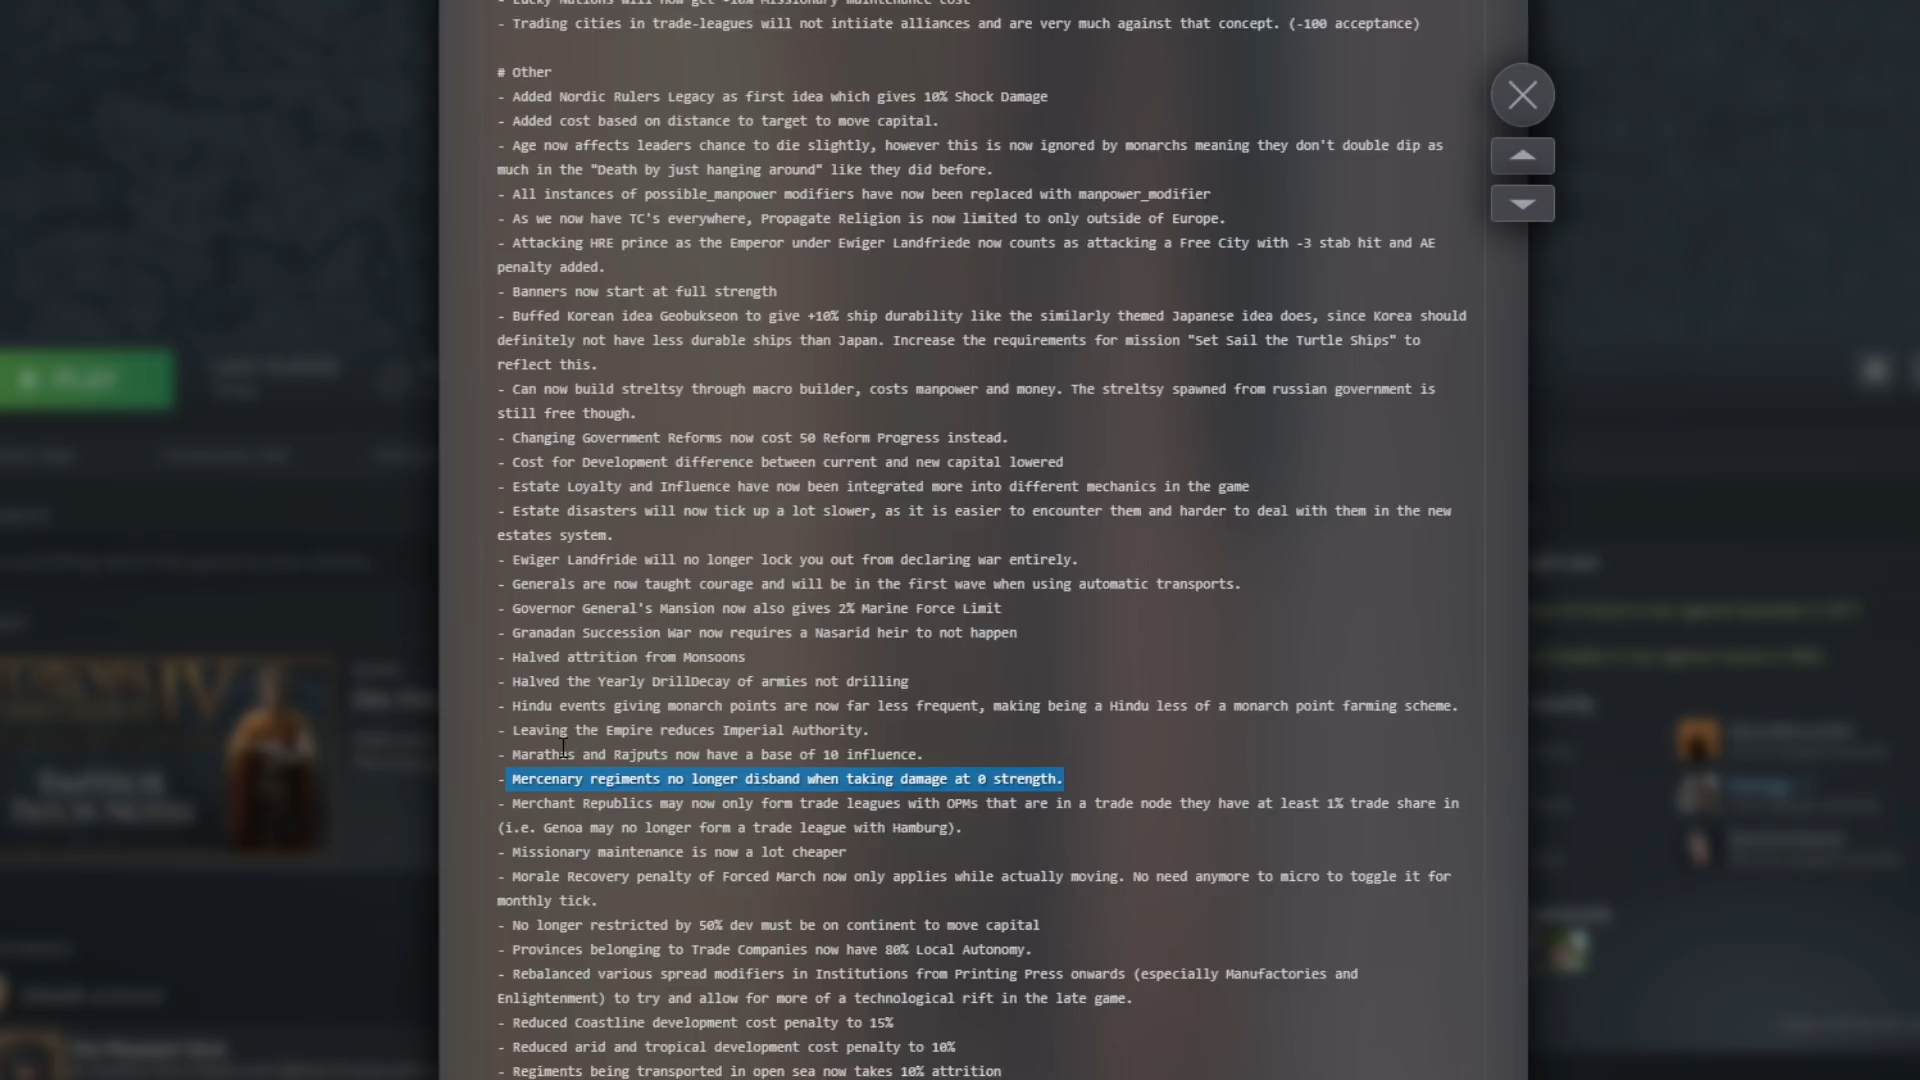 - Lucky Nations will now get -10% Missionary maintenance cost
- Trading cities in trade-leagues will not intiiate alliances and are very much against that concept. (-100 acceptance)
# Other
- Added Nordic Rulers Legacy as first idea which gives 10% Shock Damage
- Added cost based on distance to target to move capital.
- Age now affects leaders chance to die slightly, however this is now ignored by monarchs meaning they don't double dip as
much in the "Death by just hanging around" like they did before.
- All instances of possible_manpower modifiers have now been replaced with manpower_modifier
- As we now have TC's everywhere, Propagate Religion is now limited to only outside of Europe.
- Attacking HRE prince as the Emperor under Ewiger Landfriede now counts as attacking a Free City with -3 stab hit and AE
penalty added.
- Banners now start at full strength
- Buffed Korean idea Geobukseon to give +10% ship durability like the similarly themed Japanese idea does, since Korea should
definitely not have less durable ships than Japan. Increase the requirements for mission "Set Sail the Turtle Ships" to
reflect this.
- Can now build streltsy through macro builder, costs manpower and money. The streltsy spawned from russian government is
still free though.
- Changing Government Reforms now cost 50 Reform Progress instead.
- Cost for Development difference between current and new capital lowered
- Estate Loyalty and Influence have now been integrated more into different mechanics in the game
- Estate disasters will now tick up a lot slower, as it is easier to encounter them and harder to deal with them in the new
estates system.
- Ewiger Landfride will no longer lock you out from declaring war entirely.
- Generals are now taught courage and will be in the first wave when using automatic transports.
- Governor General's Mansion now also gives 2% Marine Force Limit
- Granadan Succession War now requires a Nasarid heir to not happen
- Halved attrition from Monsoons
- Halved the Yearly DrillDecay of armies not drilling
- Hindu events giving monarch points are now far less frequent, making being a Hindu less of a monarch point farming scheme.
- Leaving the Empire reduces Imperial Authority.
- Marathis and Rajputs now have a base of 10 influence.
- Mercenary regiments no longer disband when taking damage at 0 strength.
- Merchant Republics may now only form trade leagues with OPMs that are in a trade node they have at least 1% trade share in
(i.e. Genoa may no longer form a trade league with Hamburg).
- Missionary maintenance is now a lot cheaper
- Morale Recovery penalty of Forced March now only applies while actually moving. No need anymore to micro to toggle it for
monthly tick.
- No longer restricted by 50% dev must be on continent to move capital
- Provinces belonging to Trade Companies now have 80% Local Autonomy.
- Rebalanced various spread modifiers in Institutions from Printing Press onwards (especially Manufactories and
Enlightenment) to try and allow for more of a technological rift in the late game.
- Reduced Coastline development cost penalty to 15%
- Reduced arid and tropical development cost penalty to 10%
- Regiments being transported in open sea now takes 10% attrition
PLAY